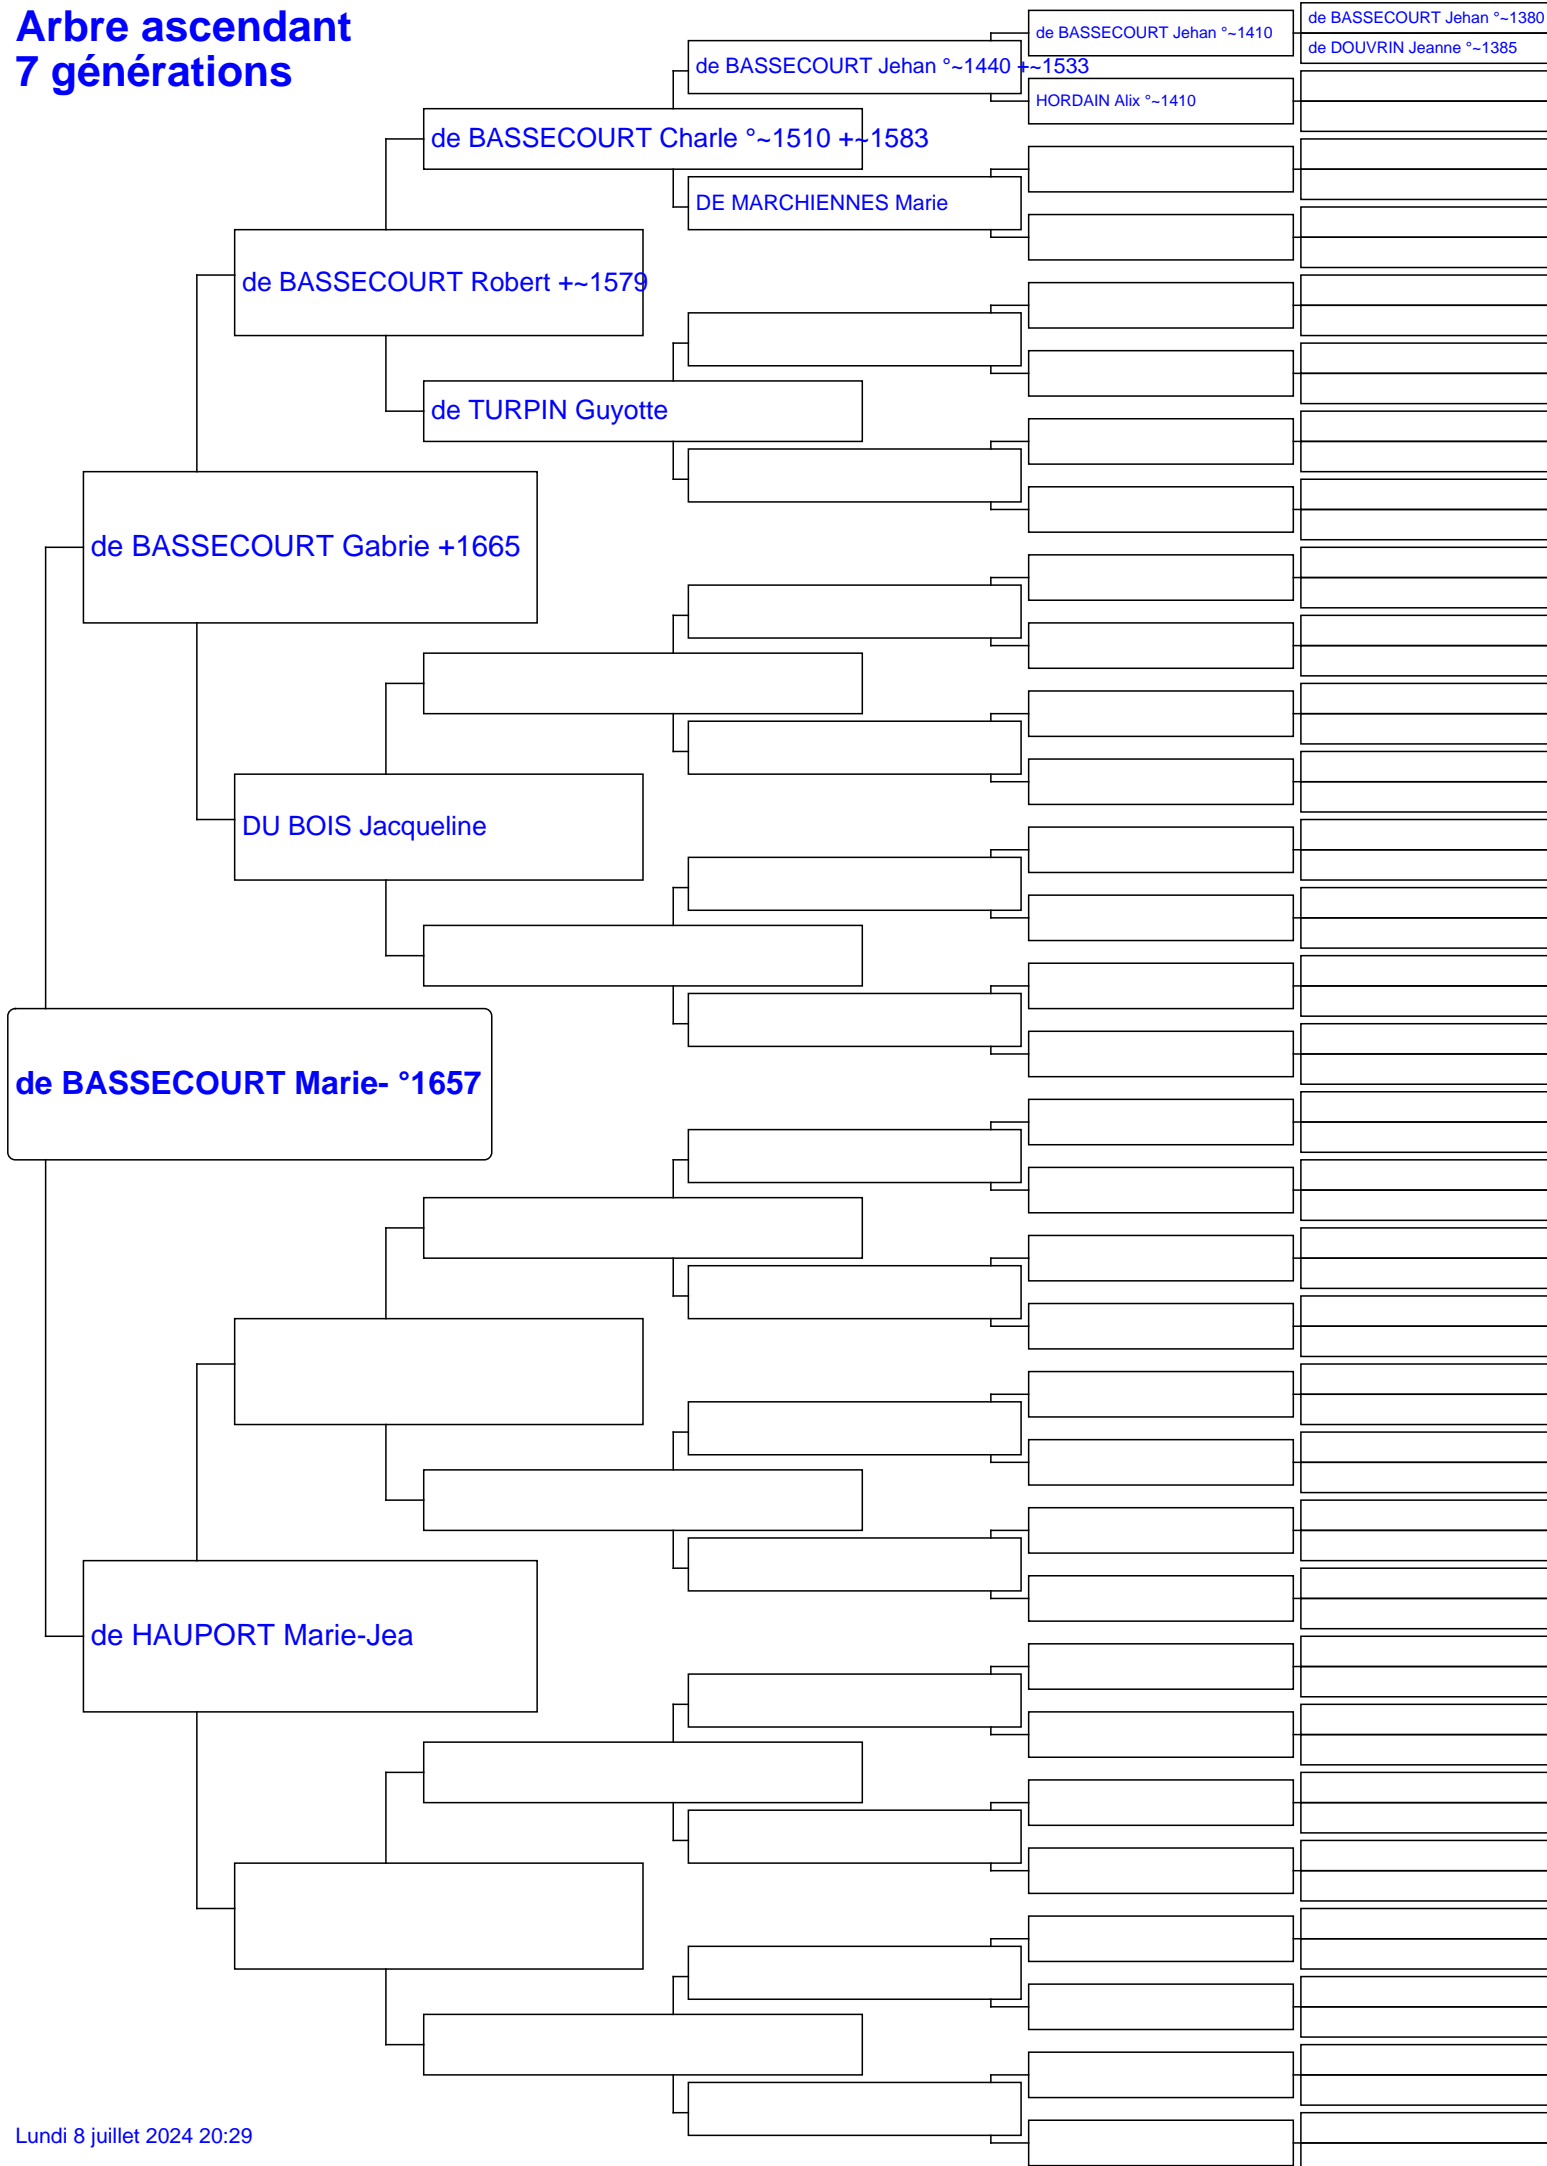 Arbre ascendant
7 générations
de BASSECOURT Jehan °~1380
de BASSECOURT Jehan °~1410
de DOUVRIN Jeanne °~1385
de BASSECOURT Jehan °~1440 +~1533
HORDAIN Alix °~1410
de BASSECOURT Charle °~1510 +~1583
DE MARCHIENNES Marie
de BASSECOURT Robert +~1579
de TURPIN Guyotte
de BASSECOURT Gabrie +1665
DU BOIS Jacqueline
de BASSECOURT Marie- °1657
de HAUPORT Marie-Jea
Lundi 8 juillet 2024 20:29